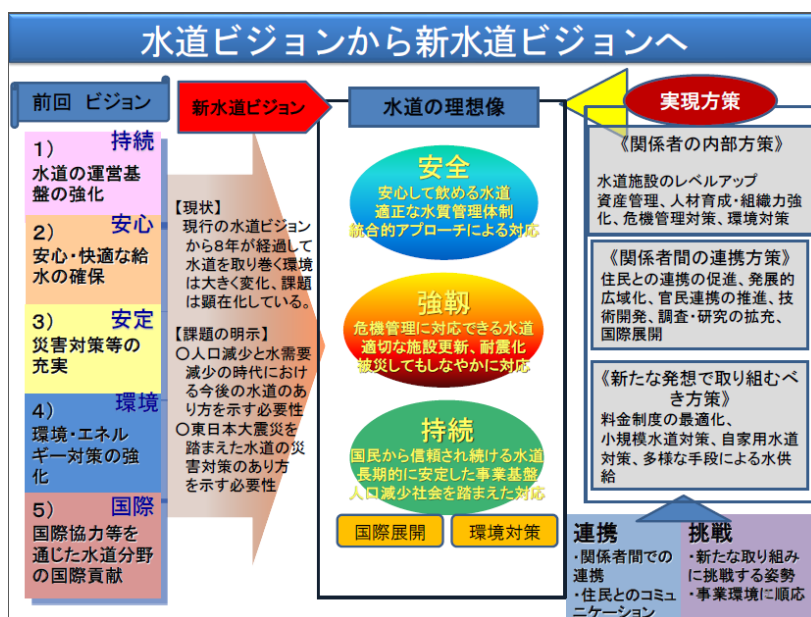 水道ビジョンから新水道ビジョンへ
前回 ビジョン
持続
1)
水道の運営基
盤の強化
安心
2)
安心・快適な給
水の確保
安定
3)
災害対策等の
充実
環境
4)
環境・エネル
ギー対策の強
化
国際
5)
国際協力等を
通じた水道分野
の国際貢献
新水道ビジョン
【現状】
現行の水道ビジョン
から8年が経過して
水道を取り巻く環境
は大きく変化、課題
は顕在化している。
【課題の明示】
○人口減少と水需要
減少の時代におけ
る今後の水道のあ
り方を示す必要性
○東日本大震災を
踏まえた水道の災
害対策のあり方
を示す必要性
水道の理想像
安全
安心して飲める水道
適正な水質管理体制
統合的アプローチによる対応
強靱
危機管理に対応できる水道
適切な施設更新、耐震化
被災してもしなやかに対応
持続
国民から信頼され続ける水道
長期的に安定した事業基盤
人口減少社会を踏まえた対応
国際展開
環境対策
実現方策
《関係者の内部方策》
水道施設のレベルアップ
資産管理、人材育成・組織力強
化、危機管理対策、環境対策
《関係者間の連携方策》
住民との連携の促進、発展的
広域化、官民連携の推進、技
術開発、調査・研究の拡充、
国際展開
《新たな発想で取り組むべ
き方策》
料金制度の最適化、
小規模水道対策、自家用水道
対策、多様な手段による水供
給
連携
・関係者間での
連携
・住民とのコミュ
ニケーション
挑戦
・新たな取り組み
に挑戦する姿勢
・事業環境に順応